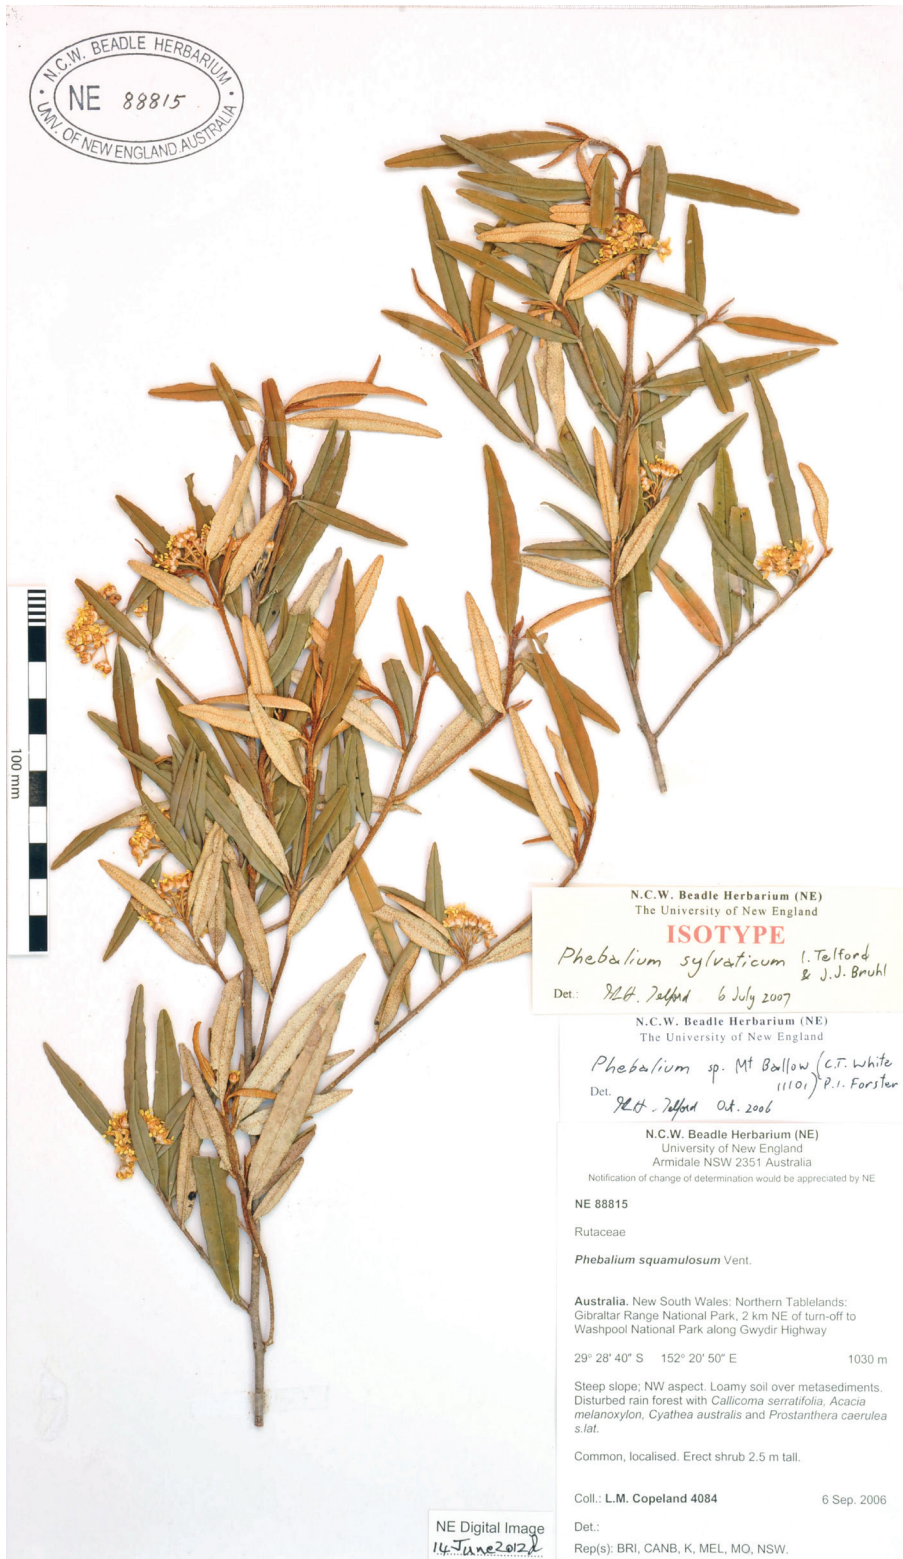 N.C.W. BEADLE HERBARIUM
NE 88815
UNIV. OF NEW ENGLAND. AUSTRALIA
100 mm
N.C.W. Beadle Herbarium (NE)
The University of New England
ISOTYPE
Phebalium sylvaticum I. Telford
& J.J. Bruhl
Det.: I.R.H. Telford 6 July 2007
N.C.W. Beadle Herbarium (NE)
The University of New England
Phebalium sp. Mt Ballow (C.T. White
11101) P.I. Forster
Det. I.R.H. Telford Oct. 2006
N.C.W. Beadle Herbarium (NE)
University of New England
Armidale NSW 2351 Australia
Notification of change of determination would be appreciated by NE
NE 88815
Rutaceae
Phebalium squamulosum Vent.
Australia. New South Wales: Northern Tablelands:
Gibraltar Range National Park, 2 km NE of turn-off to
Washpool National Park along Gwydir Highway
29° 28' 40" S 152° 20' 50" E 1030 m
Steep slope; NW aspect. Loamy soil over metasediments.
Disturbed rain forest with Callicoma serratifolia, Acacia
melanoxylon, Cyathea australis and Prostanthera caerulea
s.lat.
Common, localised. Erect shrub 2.5 m tall.
Coll.: L.M. Copeland 4084 6 Sep. 2006
Det.:
Rep(s): BRI, CANB, K, MEL, MO, NSW.
NE Digital Image
14 June 2012